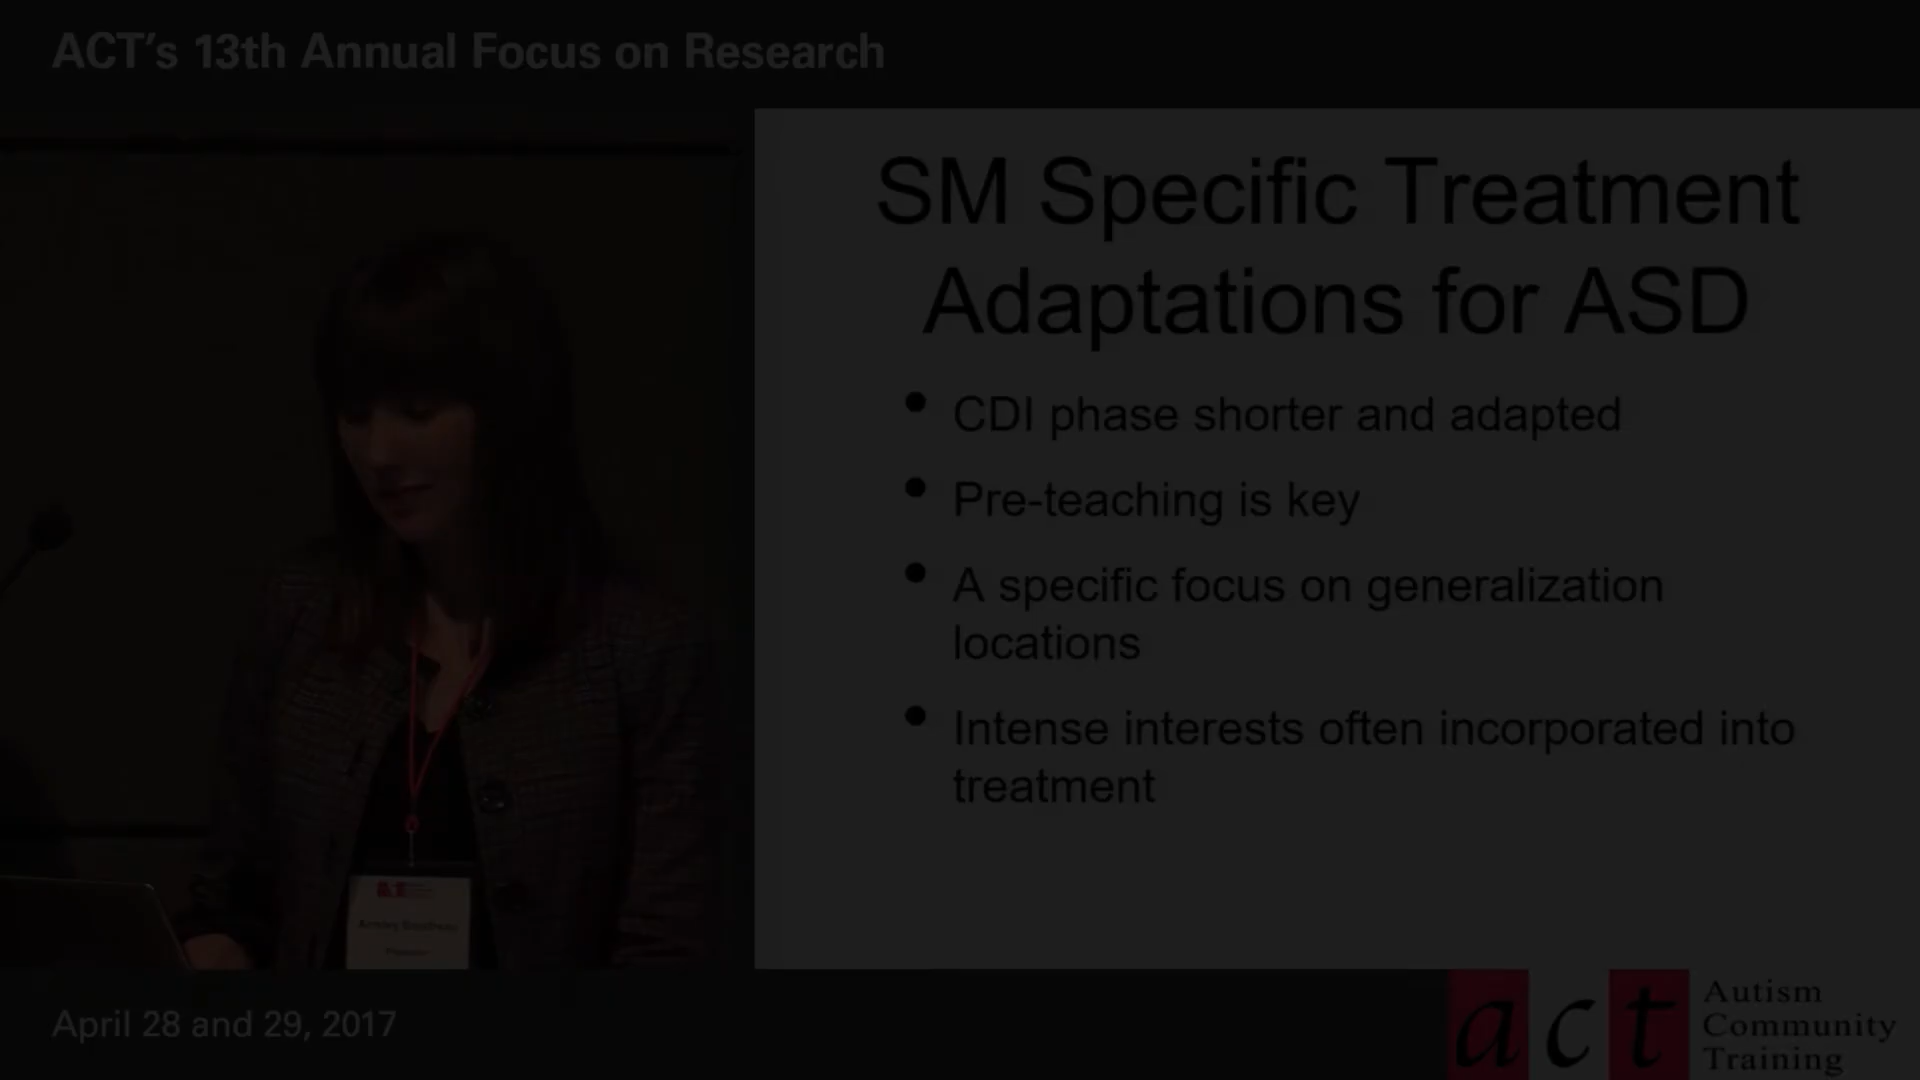 ACT's 13th Annual Focus on Research
SM Specific Treatment
Adaptations for ASD
• CDI phase shorter and adapted
• Pre-teaching is key
• A specific focus on generalization
locations
• Intense interests often incorporated into
treatment
April 28 and 29, 2017
act
Autism
Community
Training